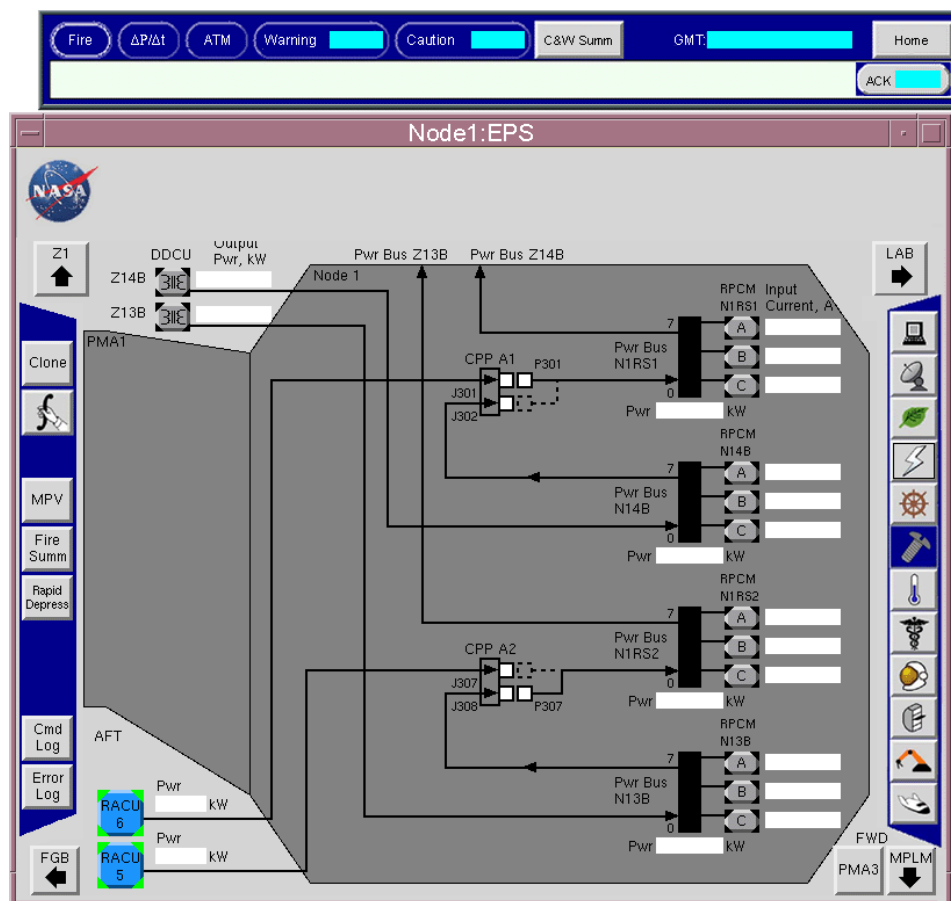 Fire ΔP/Δt ATM Warning Caution C&W Summ GMT: Home
ACK
Node1:EPS
NASA
Z1
DDCU
Output
Pwr, kW
Pwr Bus Z13B Pwr Bus Z14B
LAB
Z14B
Z13B
Node 1
RPCM
N1RS1
Input
Current, A
PMA1
Clone
7
A
Pwr Bus
N1RS1
B
C
0
Pwr kW
CPP A1
P301
J301
J302
RPCM
N14B
7
A
Pwr Bus
N14B
B
C
0
Pwr kW
MPV
Fire
Summ
Rapid
Depress
RPCM
N1RS2
7
A
Pwr Bus
N1RS2
B
C
0
Pwr kW
CPP A2
J307
J308
P307
RPCM
N13B
7
A
Pwr Bus
N13B
B
C
0
Pwr kW
Cmd
Log
AFT
Error
Log
Pwr
RACU
6
kW
Pwr
RACU
5
kW
FGB
FWD
PMA3
MPLM